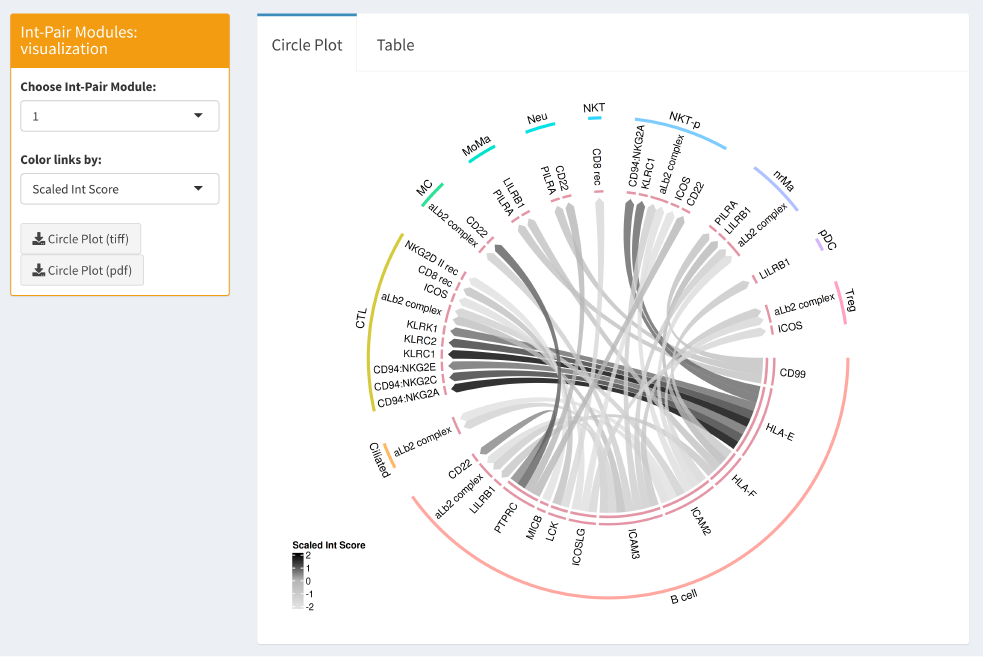 Int-Pair Modules:
visualization
Choose Int-Pair Module:
1
Color links by:
Scaled Int Score
Circle Plot (tiff)
Circle Plot (pdf)
Circle Plot
Table
NKT
CD8 rec
NKT-p
CD94:NKG2A
KLRC1
aLb2 complex
ICOS
CD22
nrMa
PILRA
LILRB1
aLb2 complex
pDC
LILRB1
Treg
aLb2 complex
ICOS
B cell
CD99
HLA-E
HLA-F
ICAM2
ICAM3
ICOSLG
LCK
MICB
PTPRC
LILRB1
aLb2 complex
CD22
Ciliated
aLb2 complex
CTL
CD94:NKG2A
CD94:NKG2C
CD94:NKG2E
KLRC1
KLRC2
KLRK1
aLb2 complex
ICOS
CD8 rec
NKG2D II rec
MC
aLb2 complex
CD22
MoMa
PILRA
LILRB1
Neu
PILRA
CD22
Scaled Int Score
2
1
0
-1
-2